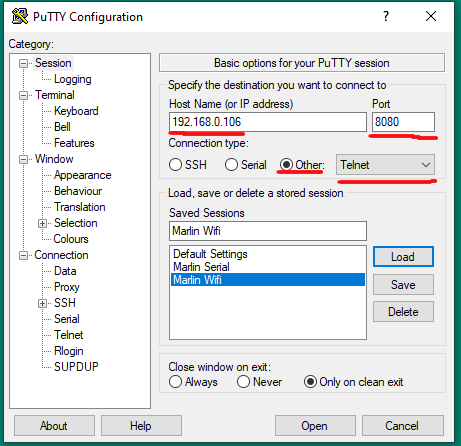 PuTTY Configuration ? ×
Category:
Session
Logging
Terminal
Keyboard
Bell
Features
Window
Appearance
Behaviour
Translation
Selection
Colours
Connection
Data
Proxy
SSH
Serial
Telnet
Rlogin
SUPDUP
Basic options for your PuTTY session
Specify the destination you want to connect to
Host Name (or IP address) Port
192.168.0.106 8080
Connection type:
SSH Serial Other: Telnet
Load, save or delete a stored session
Saved Sessions
Marlin Wifi
Default Settings
Marlin Serial
Marlin Wifi
Load
Save
Delete
Close window on exit:
Always Never Only on clean exit
About Help Open Cancel